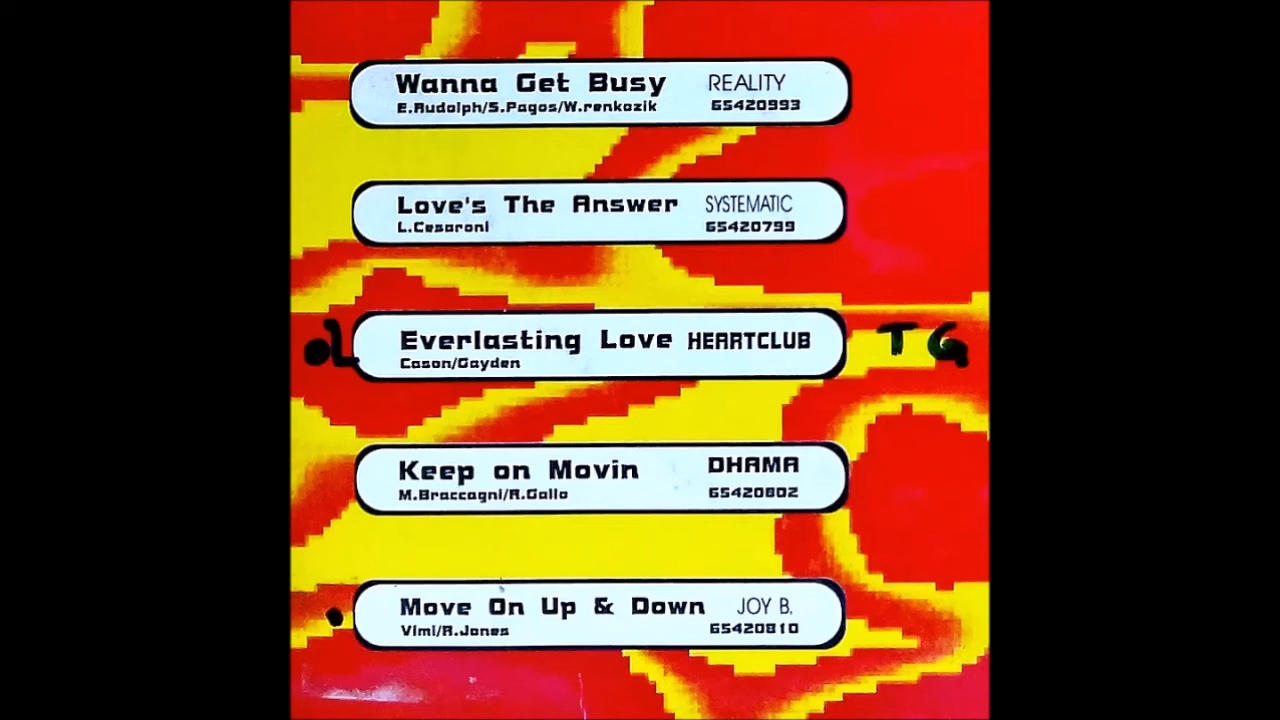 Wanna Get Busy REALITY
E.Rudolph/S.Pagos/W.renkozik 65420993
Love's The Answer SYSTEMATIC
L.Cesaroni 65420799
Everlasting Love HEARTCLUB
Cason/Gayden
TG
Keep on Movin DHAMA
M.Braccagni/R.Gallo 65420802
Move On Up & Down JOY B.
Vimi/R.Jones 65420810